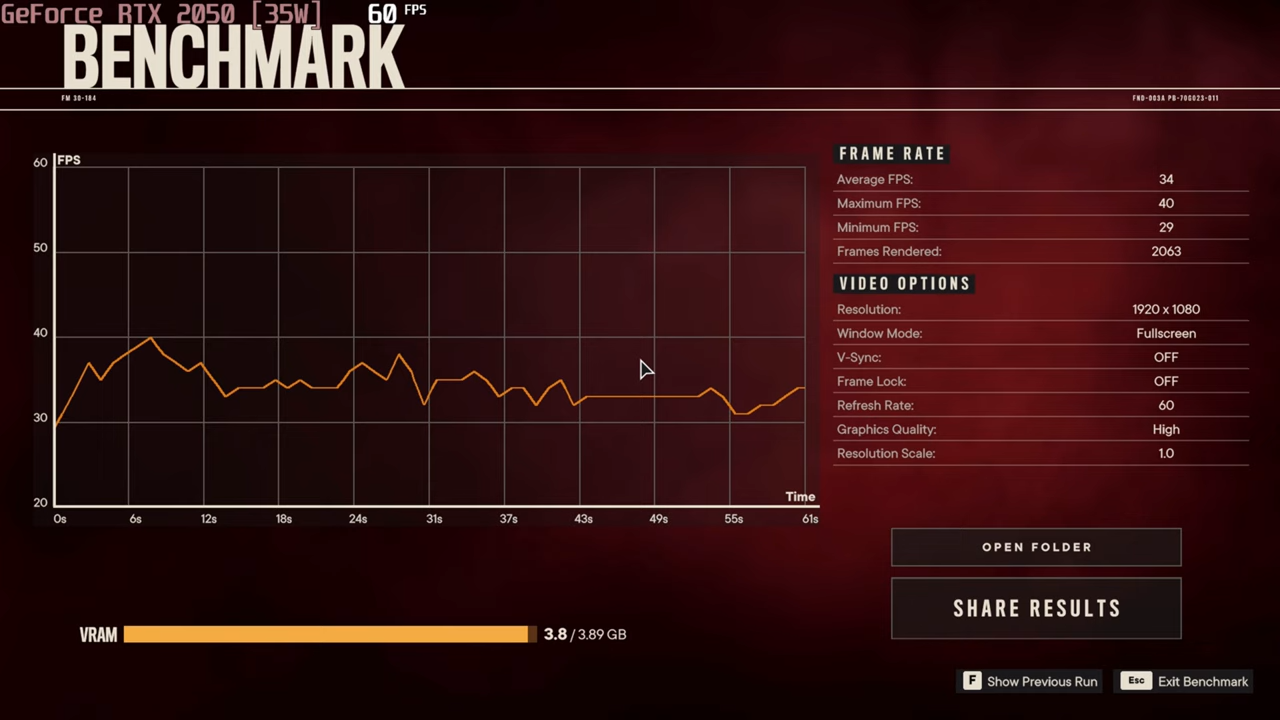 GeForce RTX 2050 [35W] 60 FPS
BENCHMARK
FM 30-184 FND-003A PB-700023-011
FPS
60
50
40
30
20
Time
0s 6s 12s 18s 24s 31s 37s 43s 49s 55s 61s
VRAM 3.8 / 3.89 GB
FRAME RATE
Average FPS: 34
Maximum FPS: 40
Minimum FPS: 29
Frames Rendered: 2063
VIDEO OPTIONS
Resolution: 1920 x 1080
Window Mode: Fullscreen
V-Sync: OFF
Frame Lock: OFF
Refresh Rate: 60
Graphics Quality: High
Resolution Scale: 1.0
OPEN FOLDER
SHARE RESULTS
F Show Previous Run Esc Exit Benchmark